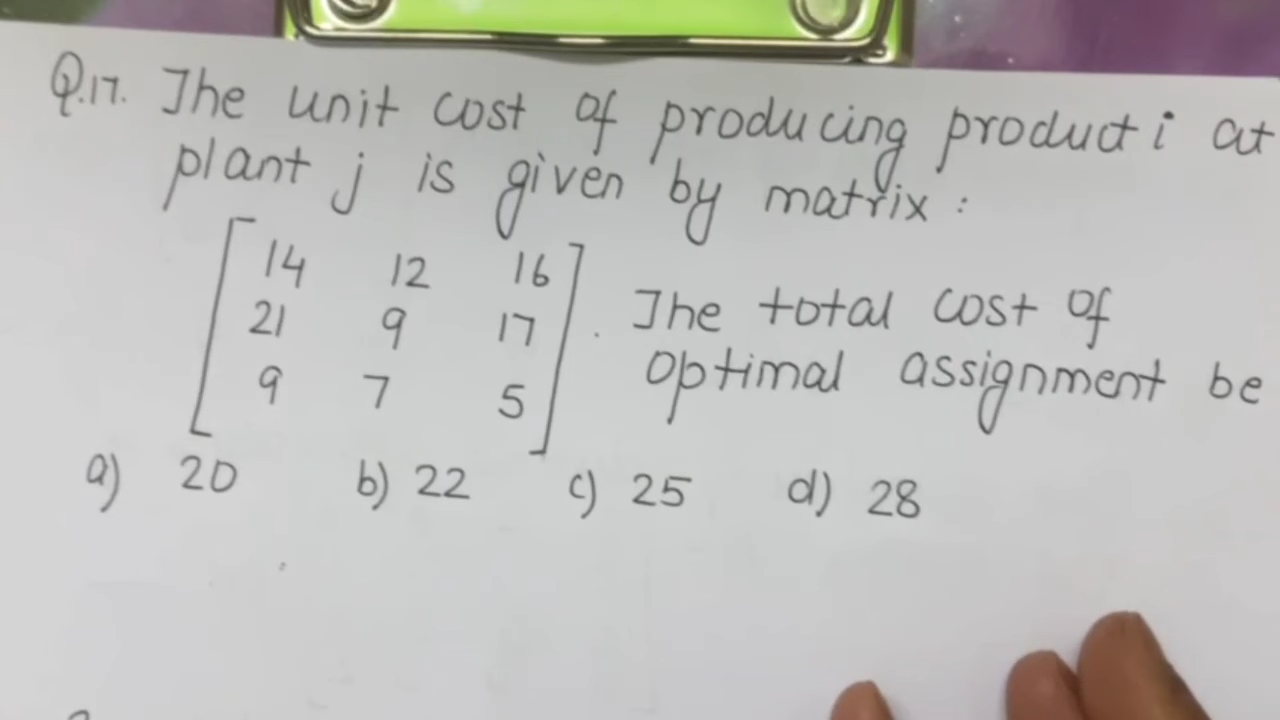 Q.17. The unit cost of producing product i at
plant j is given by matrix :
14 12 16
21 9 17 . The total cost of
9 7 5 optimal assignment be
a) 20 b) 22 c) 25 d) 28